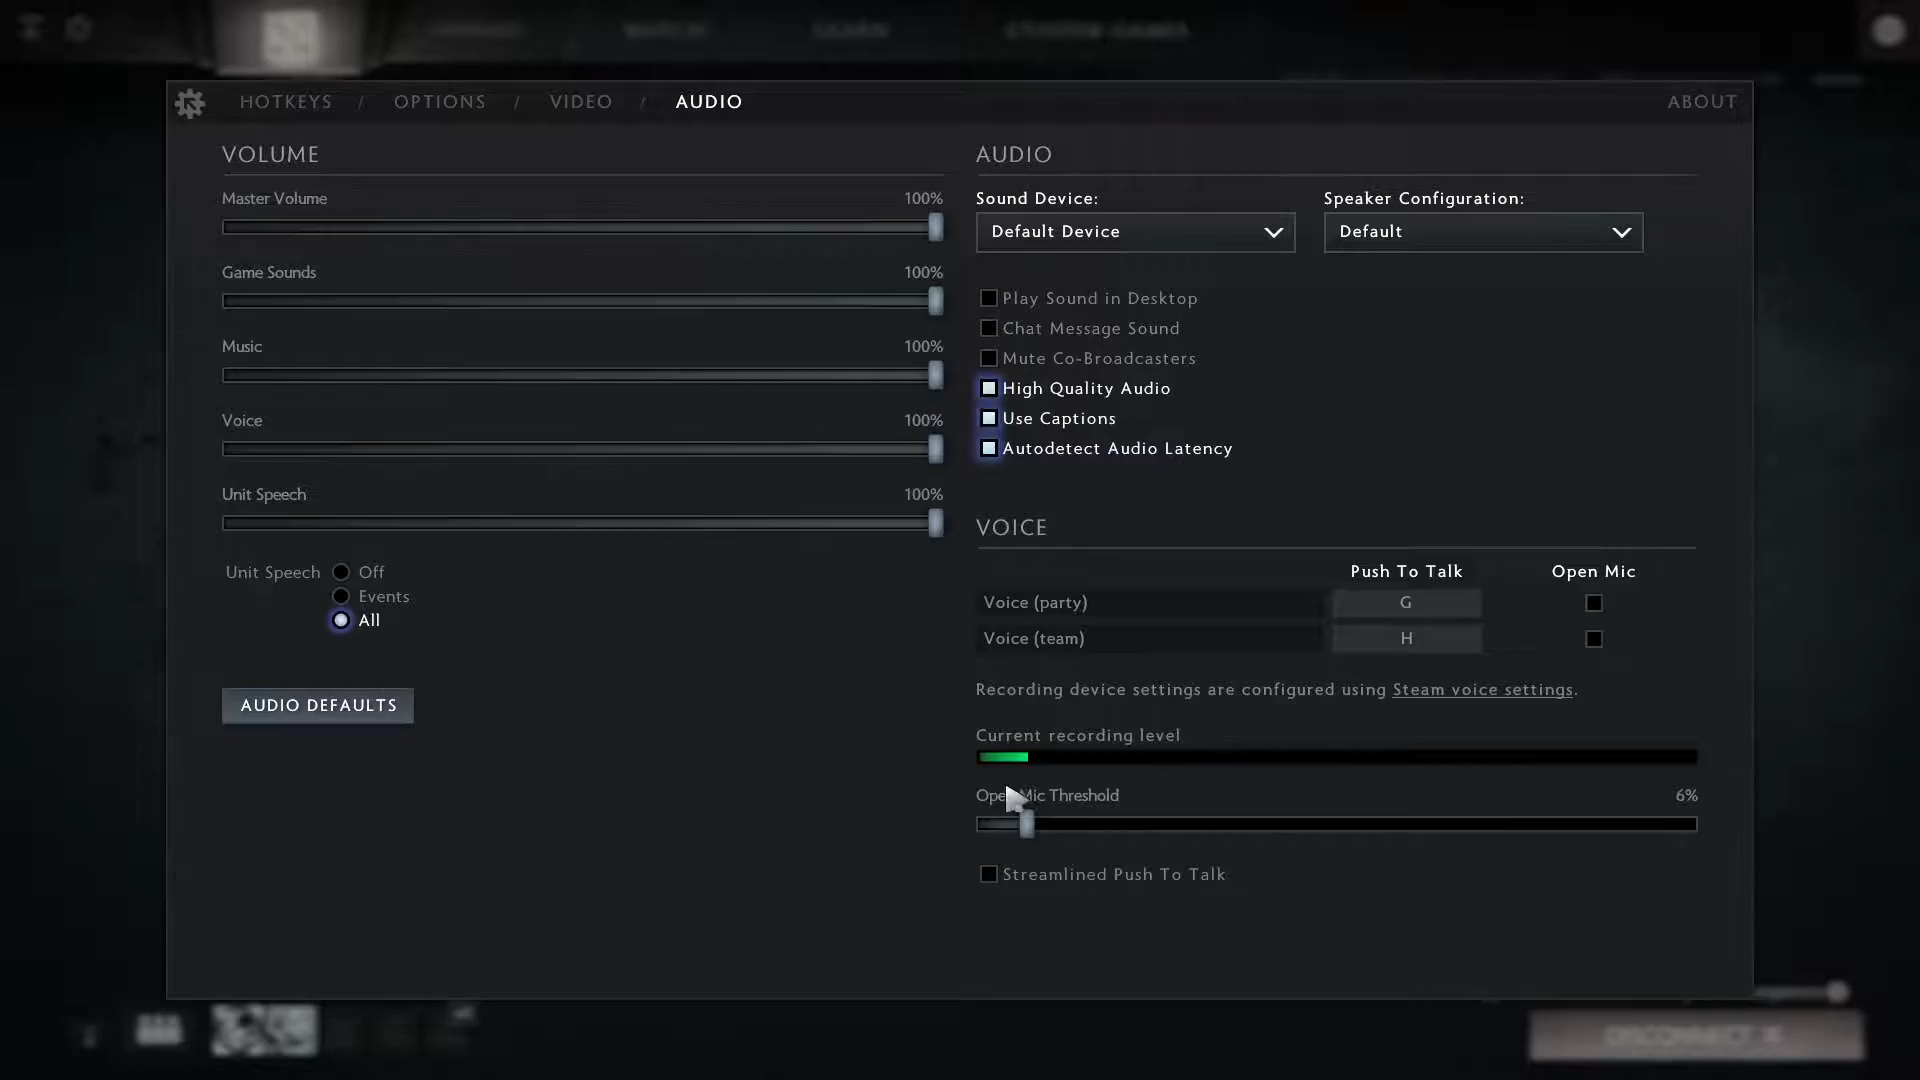 HOTKEYS / OPTIONS / VIDEO / AUDIO ABOUT
VOLUME
Master Volume 100%
Game Sounds 100%
Music 100%
Voice 100%
Unit Speech 100%
Unit Speech Off
Events
All
AUDIO DEFAULTS
AUDIO
Sound Device: Speaker Configuration:
Default Device Default
Play Sound in Desktop
Chat Message Sound
Mute Co-Broadcasters
High Quality Audio
Use Captions
Autodetect Audio Latency
VOICE
Push To Talk Open Mic
Voice (party) G
Voice (team) H
Recording device settings are configured using Steam voice settings.
Current recording level
Open Mic Threshold 6%
Streamlined Push To Talk